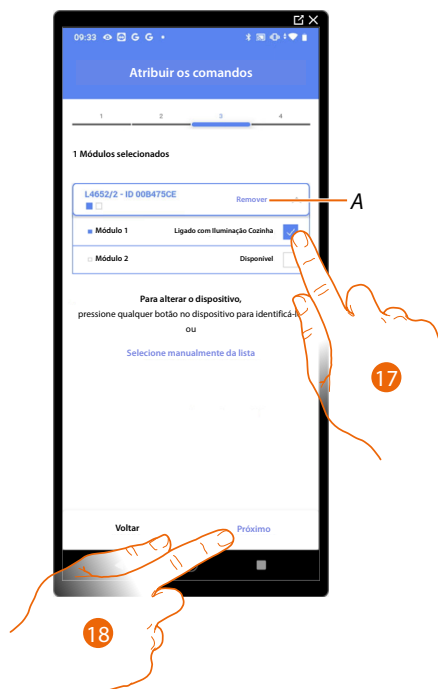 09:33 G G
Atribuir os comandos
1 2 3 4
1 Módulos selecionados
L4652/2 - ID 00B475CE Remover
A
Módulo 1 Ligado com Iluminação Cozinha
Módulo 2 Disponível
Para alterar o dispositivo,
pressione qualquer botão no dispositivo para
ou
Selecione manualmente da lista
17
Voltar Próximo
18